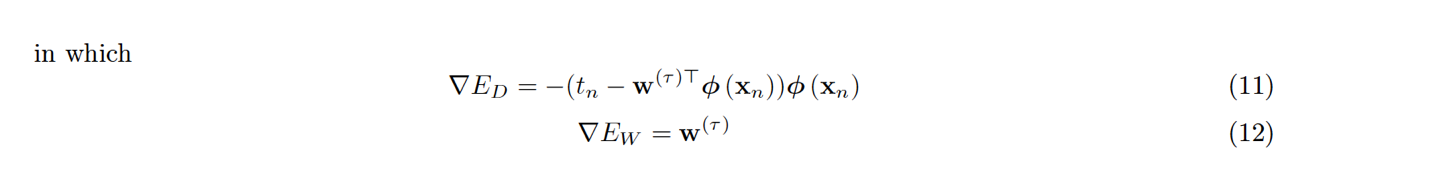 in which
∇E_D = −(t_n − 𝐰^{(τ)⊤}𝛟(𝐱_n))𝛟(𝐱_n) (11)
∇E_W = 𝐰^{(τ)} (12)